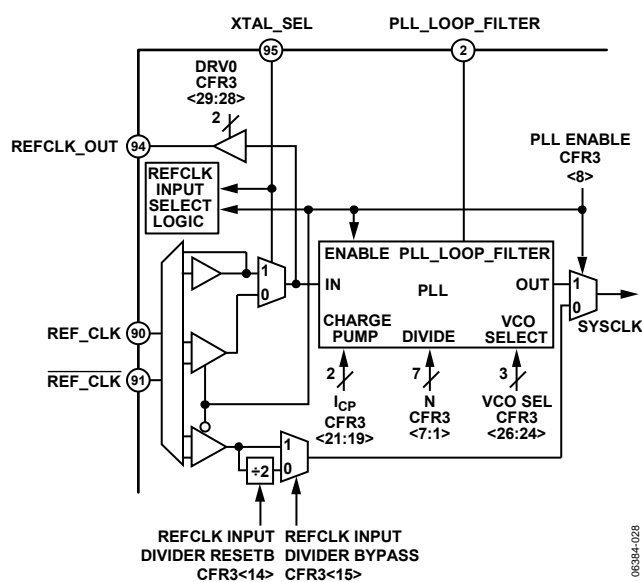 XTAL_SEL
PLL_LOOP_FILTER
95
2
DRV0
CFR3
<29:28>
2
REFCLK_OUT
94
PLL ENABLE
CFR3
<8>
REFCLK
INPUT
SELECT
LOGIC
ENABLE PLL_LOOP_FILTER
1
0
IN
PLL
OUT
1
0
SYSCLK
REF_CLK
90
CHARGE
PUMP
DIVIDE
VCO
SELECT
REF_CLK
91
2
7
3
ICP
CFR3
<21:19>
N
CFR3
<7:1>
VCO SEL
CFR3
<26:24>
1
÷2
0
REFCLK INPUT
DIVIDER RESETB
CFR3<14>
REFCLK INPUT
DIVIDER BYPASS
CFR3<15>
06384-028